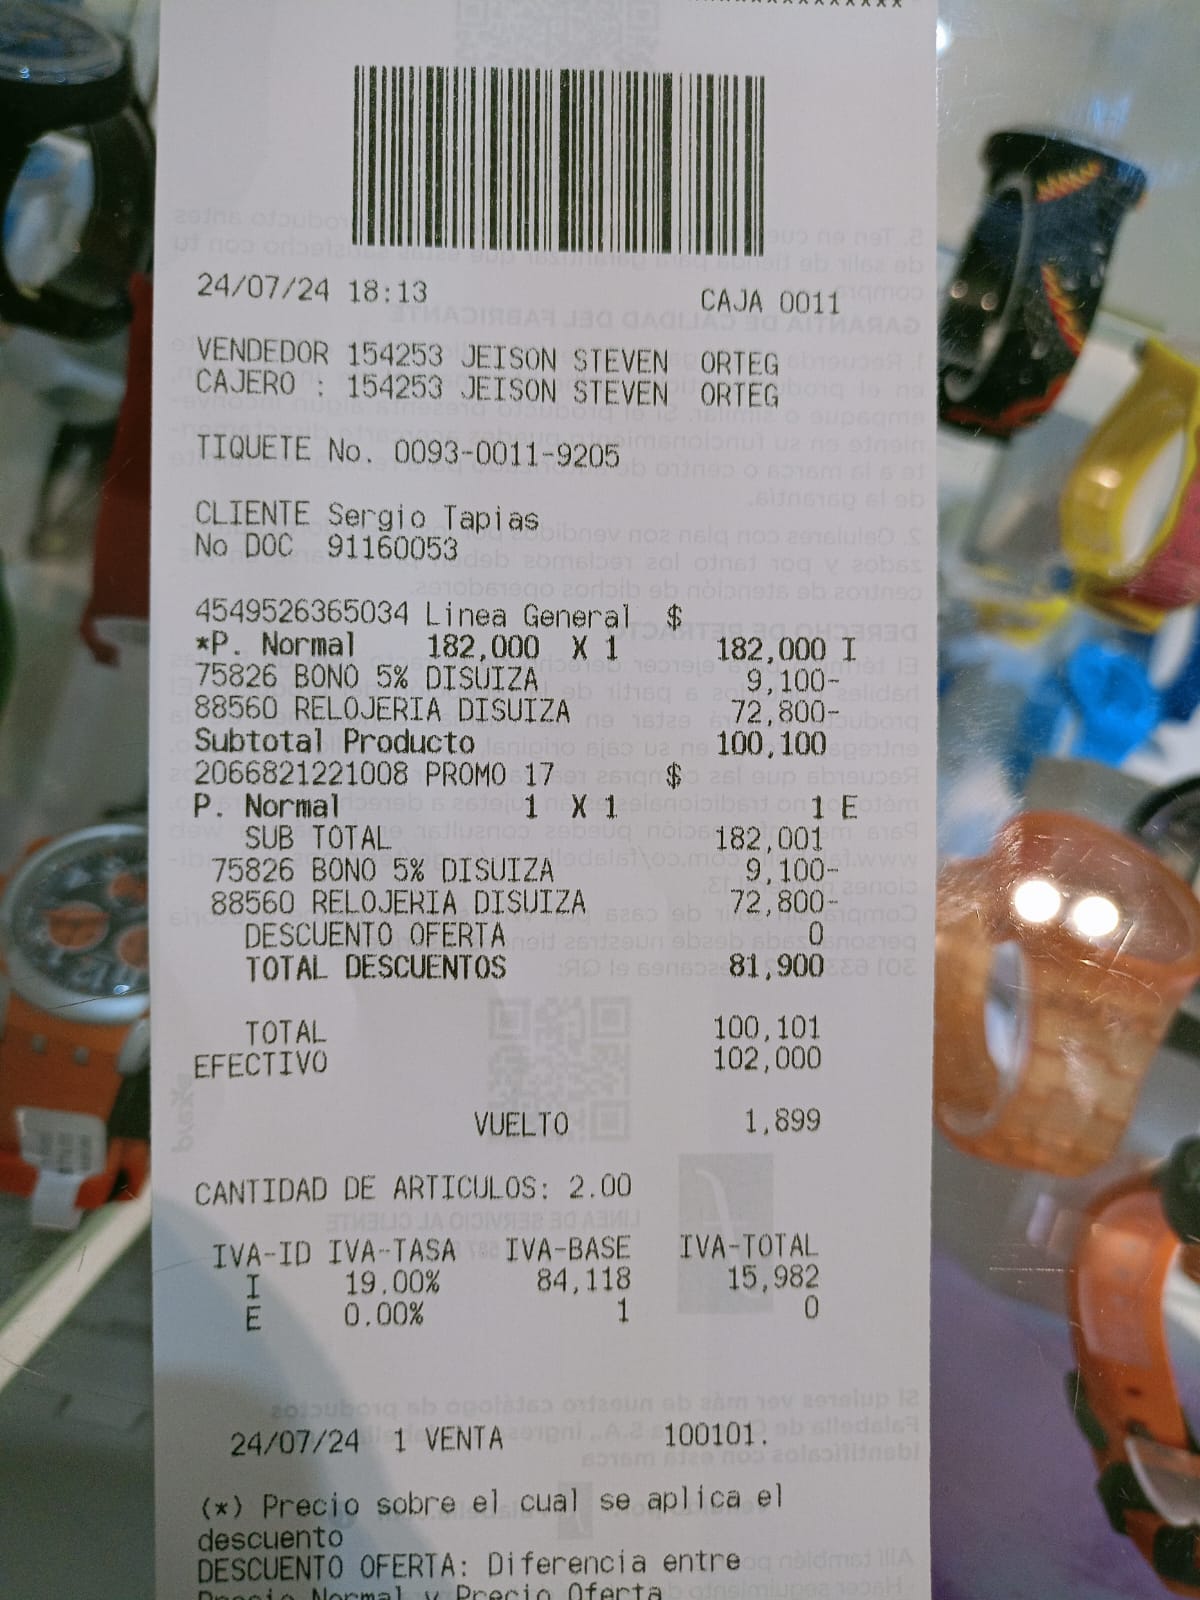 24/07/24 18:13 CAJA 0011
VENDEDOR 154253 JEISON STEVEN ORTEG
CAJERO : 154253 JEISON STEVEN ORTEG
TIQUETE No. 0093-0011-9205
CLIENTE Sergio Tapias
No DOC 91160053
4549526365034 Linea General $
*P. Normal 182,000 X 1 182,000 I
75826 BONO 5% DISUIZA 9,100-
88560 RELOJERIA DISUIZA 72,800-
Subtotal Producto 100,100
2066821221008 PROMO 17 $
P. Normal 1 X 1 1 E
SUB TOTAL 182,001
75826 BONO 5% DISUIZA 9,100-
88560 RELOJERIA DISUIZA 72,800-
DESCUENTO OFERTA 0
TOTAL DESCUENTOS 81,900
TOTAL 100,101
EFECTIVO 102,000
VUELTO 1,899
CANTIDAD DE ARTICULOS: 2.00
IVA-ID IVA-TASA IVA-BASE IVA-TOTAL
I 19.00% 84,118 15,982
E 0.00% 1 0
24/07/24 1 VENTA 100101.
(*) Precio sobre el cual se aplica el
descuento
DESCUENTO OFERTA: Diferencia entre
Precio Normal y Precio Oferta